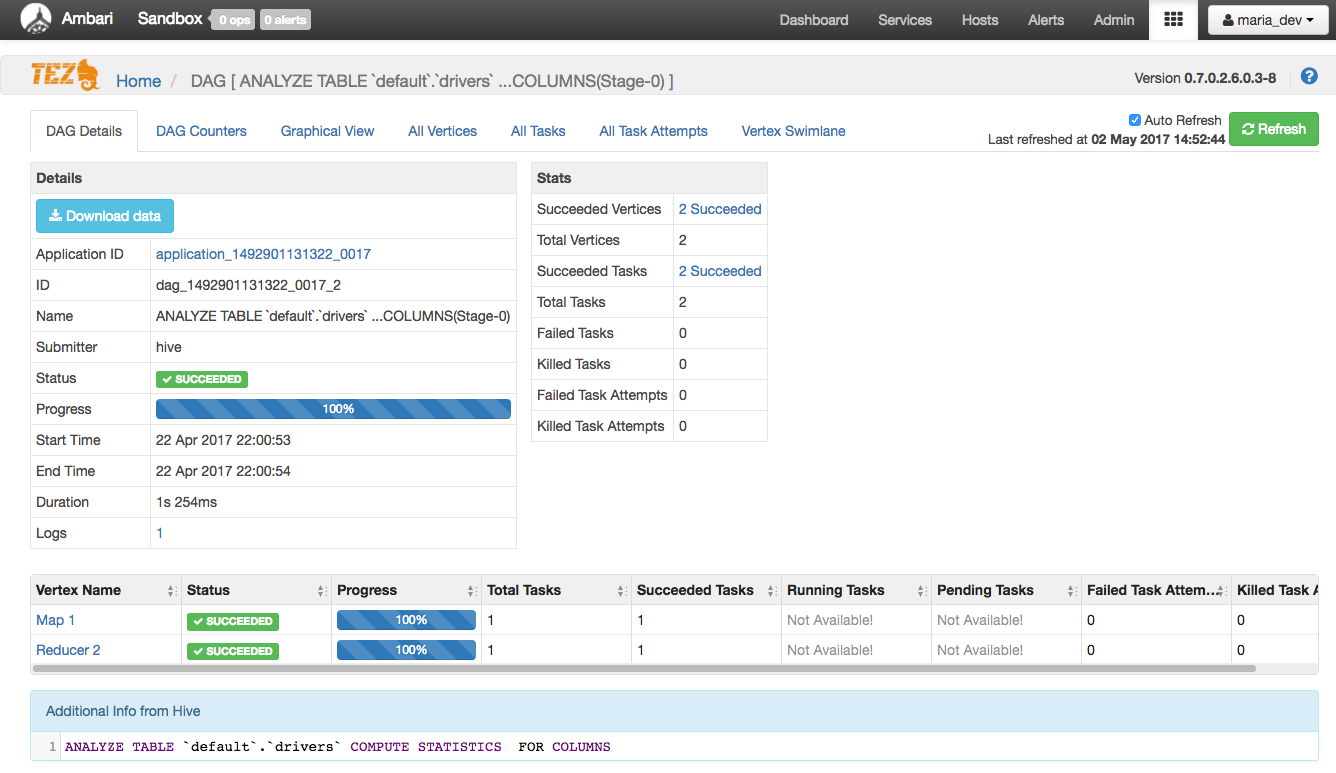 Ambari Sandbox 0 ops 0 alerts Dashboard Services Hosts Alerts Admin maria_dev
TEZ Home / DAG [ ANALYZE TABLE `default`.`drivers` ...COLUMNS(Stage-0) ] Version 0.7.0.2.6.0.3-8 ?
DAG Details DAG Counters Graphical View All Vertices All Tasks All Task Attempts Vertex Swimlane
Auto Refresh
Last refreshed at 02 May 2017 14:52:44
Refresh
Details
Download data
Application ID application_1492901131322_0017
ID dag_1492901131322_0017_2
Name ANALYZE TABLE `default`.`drivers` ...COLUMNS(Stage-0)
Submitter hive
Status SUCCEEDED
Progress 100%
Start Time 22 Apr 2017 22:00:53
End Time 22 Apr 2017 22:00:54
Duration 1s 254ms
Logs 1
Stats
Succeeded Vertices 2 Succeeded
Total Vertices 2
Succeeded Tasks 2 Succeeded
Total Tasks 2
Failed Tasks 0
Killed Tasks 0
Failed Task Attempts 0
Killed Task Attempts 0
Vertex Name Status Progress Total Tasks Succeeded Tasks Running Tasks Pending Tasks Failed Task Attem... Killed Task A
Map 1 SUCCEEDED 100% 1 1 Not Available! Not Available! 0 0
Reducer 2 SUCCEEDED 100% 1 1 Not Available! Not Available! 0 0
Additional Info from Hive
1 ANALYZE TABLE `default`.`drivers` COMPUTE STATISTICS  FOR COLUMNS